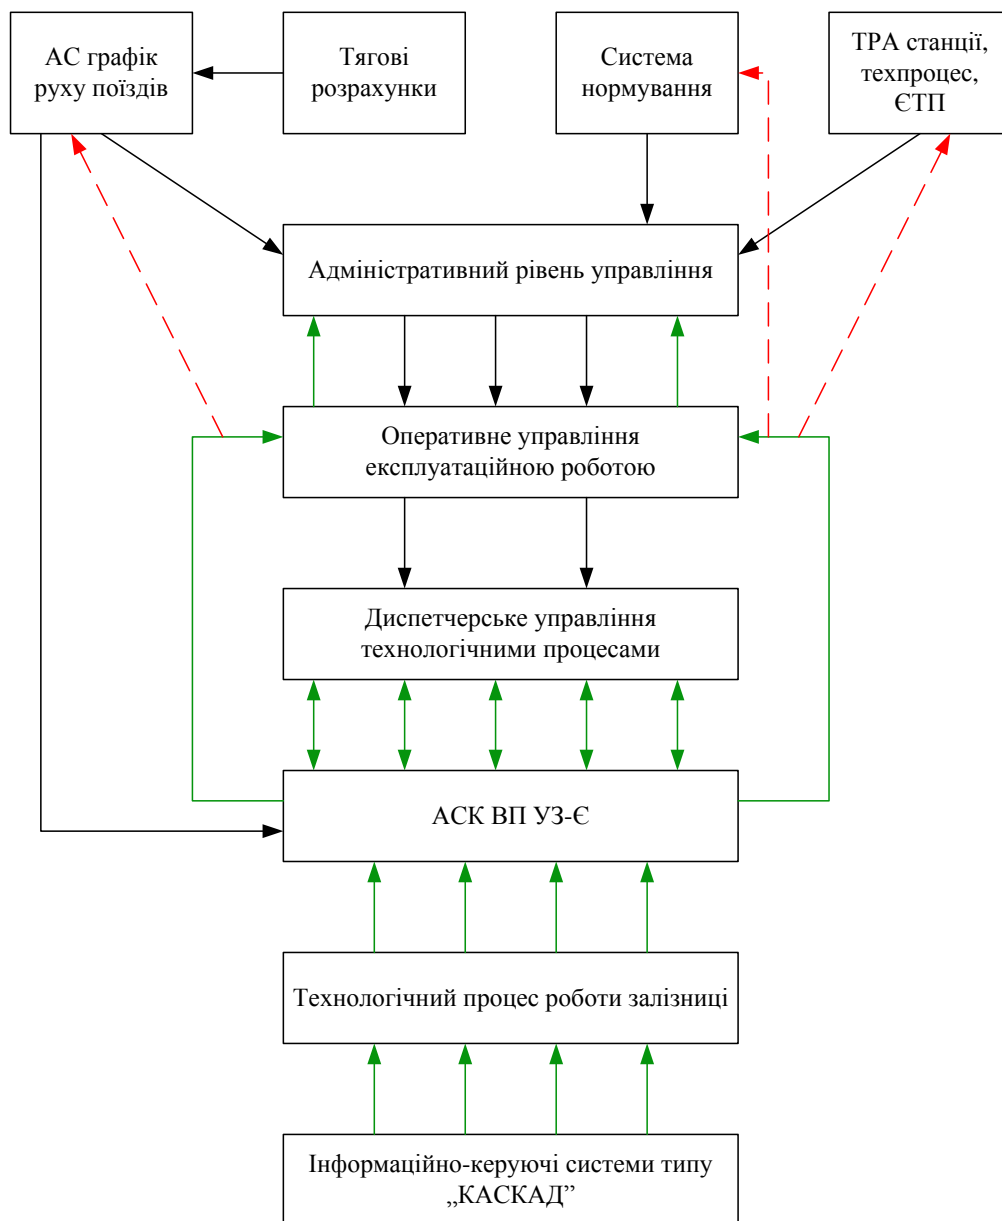 АС графік
руху поїздів
Тягові
розрахунки
Система
нормування
ТРА станції,
техпроцес,
ЄТП
Адміністративний рівень управління
Оперативне управління
експлуатаційною роботою
Диспетчерське управління
технологічними процесами
АСК ВП УЗ-Є
Технологічний процес роботи залізниці
Інформаційно-керуючі системи типу
„КАСКАД”